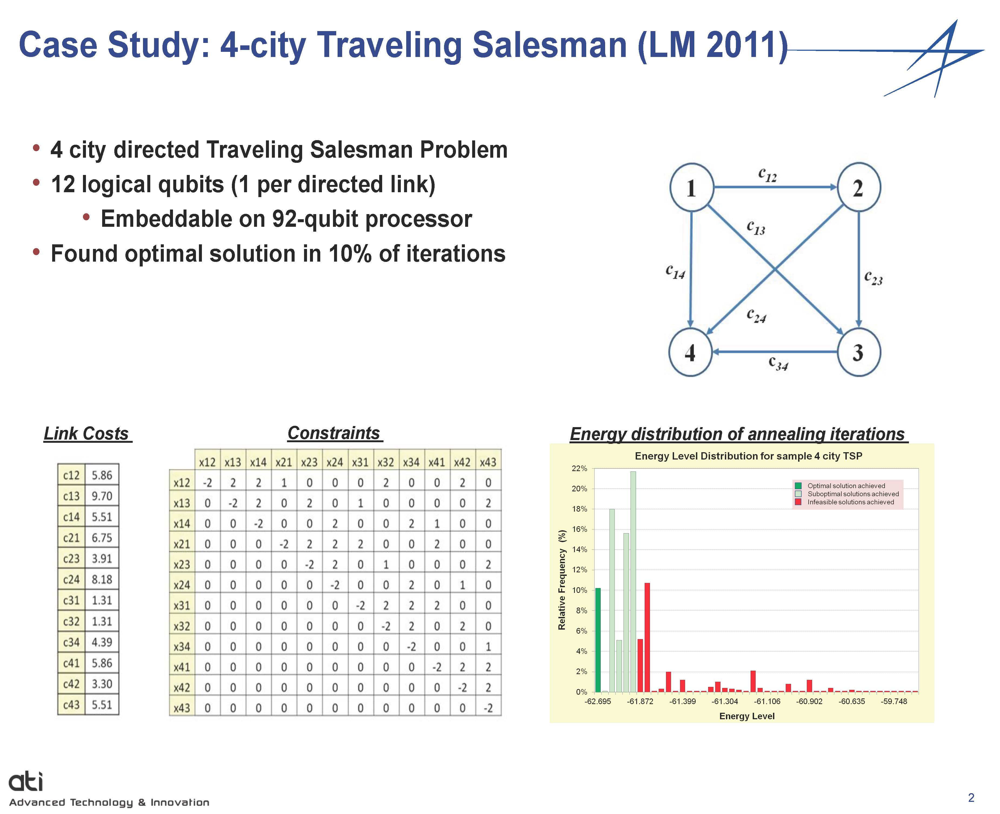 Case Study: 4-city Traveling Salesman (LM 2011)
• 4 city directed Traveling Salesman Problem
• 12 logical qubits (1 per directed link)
• Embeddable on 92-qubit processor
• Found optimal solution in 10% of iterations
1
c12
2
c13
c14
c23
c24
4
c34
3
Link Costs
c12 5.86
c13 9.70
c14 5.51
c21 6.75
c23 3.91
c24 8.18
c31 1.31
c32 1.31
c34 4.39
c41 5.86
c42 3.30
c43 5.51
Constraints
x12 x13 x14 x21 x23 x24 x31 x32 x34 x41 x42 x43
x12 -2 2 2 1 0 0 0 2 0 0 2 0
x13 0 -2 2 0 2 0 1 0 0 0 0 2
x14 0 0 -2 0 0 2 0 0 2 1 0 0
x21 0 0 0 -2 2 2 2 0 0 2 0 0
x23 0 0 0 0 -2 2 0 1 0 0 0 2
x24 0 0 0 0 0 -2 0 0 2 0 1 0
x31 0 0 0 0 0 0 -2 2 2 2 0 0
x32 0 0 0 0 0 0 0 -2 2 0 2 0
x34 0 0 0 0 0 0 0 0 -2 0 0 1
x41 0 0 0 0 0 0 0 0 0 -2 2 2
x42 0 0 0 0 0 0 0 0 0 0 -2 2
x43 0 0 0 0 0 0 0 0 0 0 0 -2
Energy distribution of annealing iterations
Energy Level Distribution for sample 4 city TSP
Relative Frequency (%)
22%
20%
18%
16%
14%
12%
10%
8%
6%
4%
2%
0%
Optimal solution achieved
Suboptimal solutions achieved
Infeasible solutions achieved
-62.695 -61.872 -61.399 -61.304 -61.106 -60.902 -60.635 -59.748
Energy Level
ati
Advanced Technology & Innovation
2